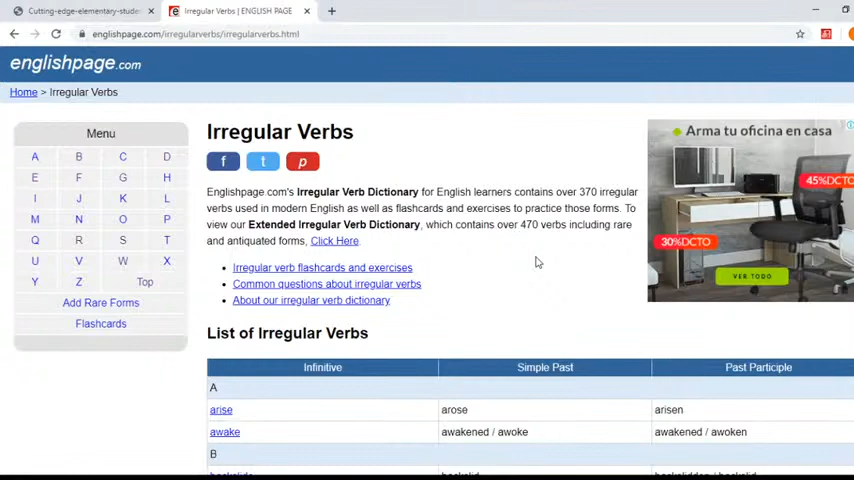 Cutting-edge-elementary-stude
Irregular Verbs | ENGLISH PAGE
englishpage.com/irregularverbs/irregularverbs.html
englishpage.com
Home > Irregular Verbs
Menu
A B C D
E F G H
I J K L
M N O P
Q R S T
U V W X
Y Z Top
Add Rare Forms
Flashcards
Irregular Verbs
f t p
Englishpage.com's Irregular Verb Dictionary for English learners contains over 370 irregular
verbs used in modern English as well as flashcards and exercises to practice those forms. To
view our Extended Irregular Verb Dictionary, which contains over 470 verbs including rare
and antiquated forms, Click Here.
Irregular verb flashcards and exercises
Common questions about irregular verbs
About our irregular verb dictionary
Arma tu oficina en casa
45%DCTO
30%DCTO
VER TODO
List of Irregular Verbs
Infinitive Simple Past Past Participle
A
arise arose arisen
awake awakened / awoke awakened / awoken
B